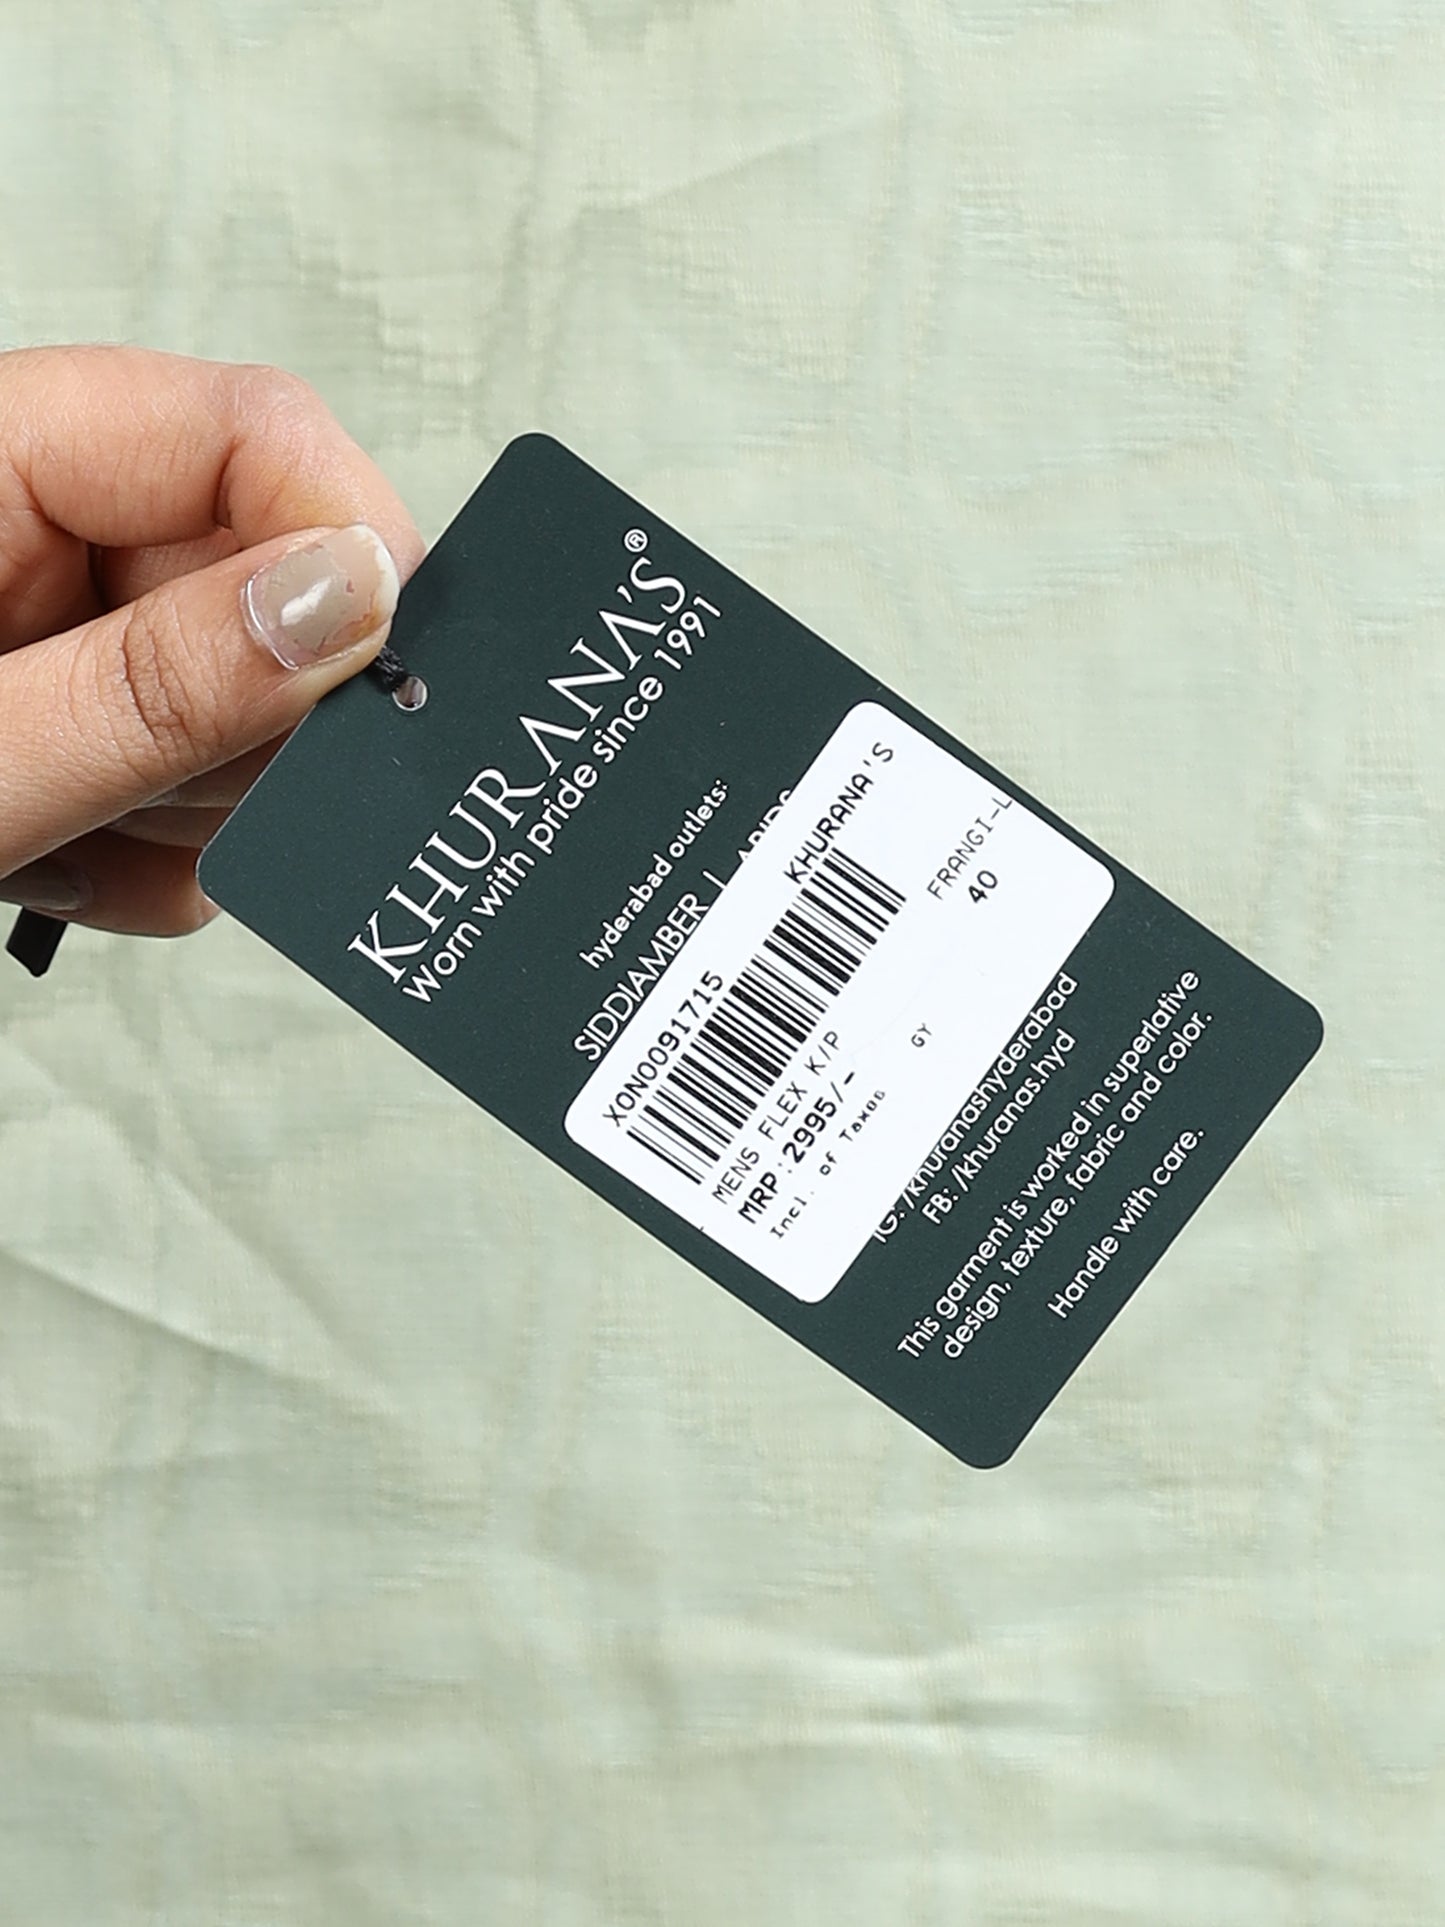 KHURANA'S®
Worn with pride since 1991
hyderabad outlets:
SIDDIAMBER |
XON0091715 KHURANA'S
MENS FLEX K/P FRANGI-L
MRP:2995/- 40
Incl. of Taxes GY
IG: /khuranashyderabad
FB: /khuranas.hyd
This garment is worked in superlative
design, texture, fabric and color.
Handle with care.